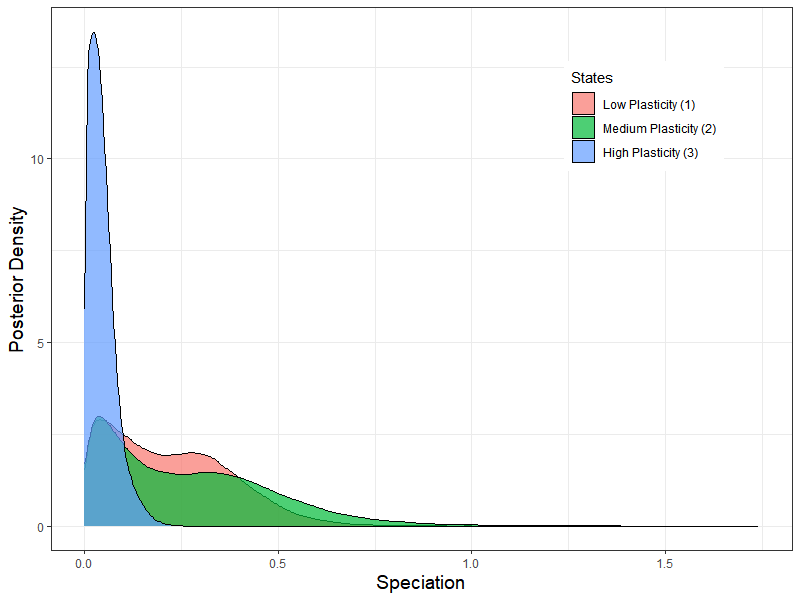 States
Low Plasticity (1)
Medium Plasticity (2)
High Plasticity (3)
Posterior Density
10
5
0
0.0 0.5 1.0 1.5
Speciation